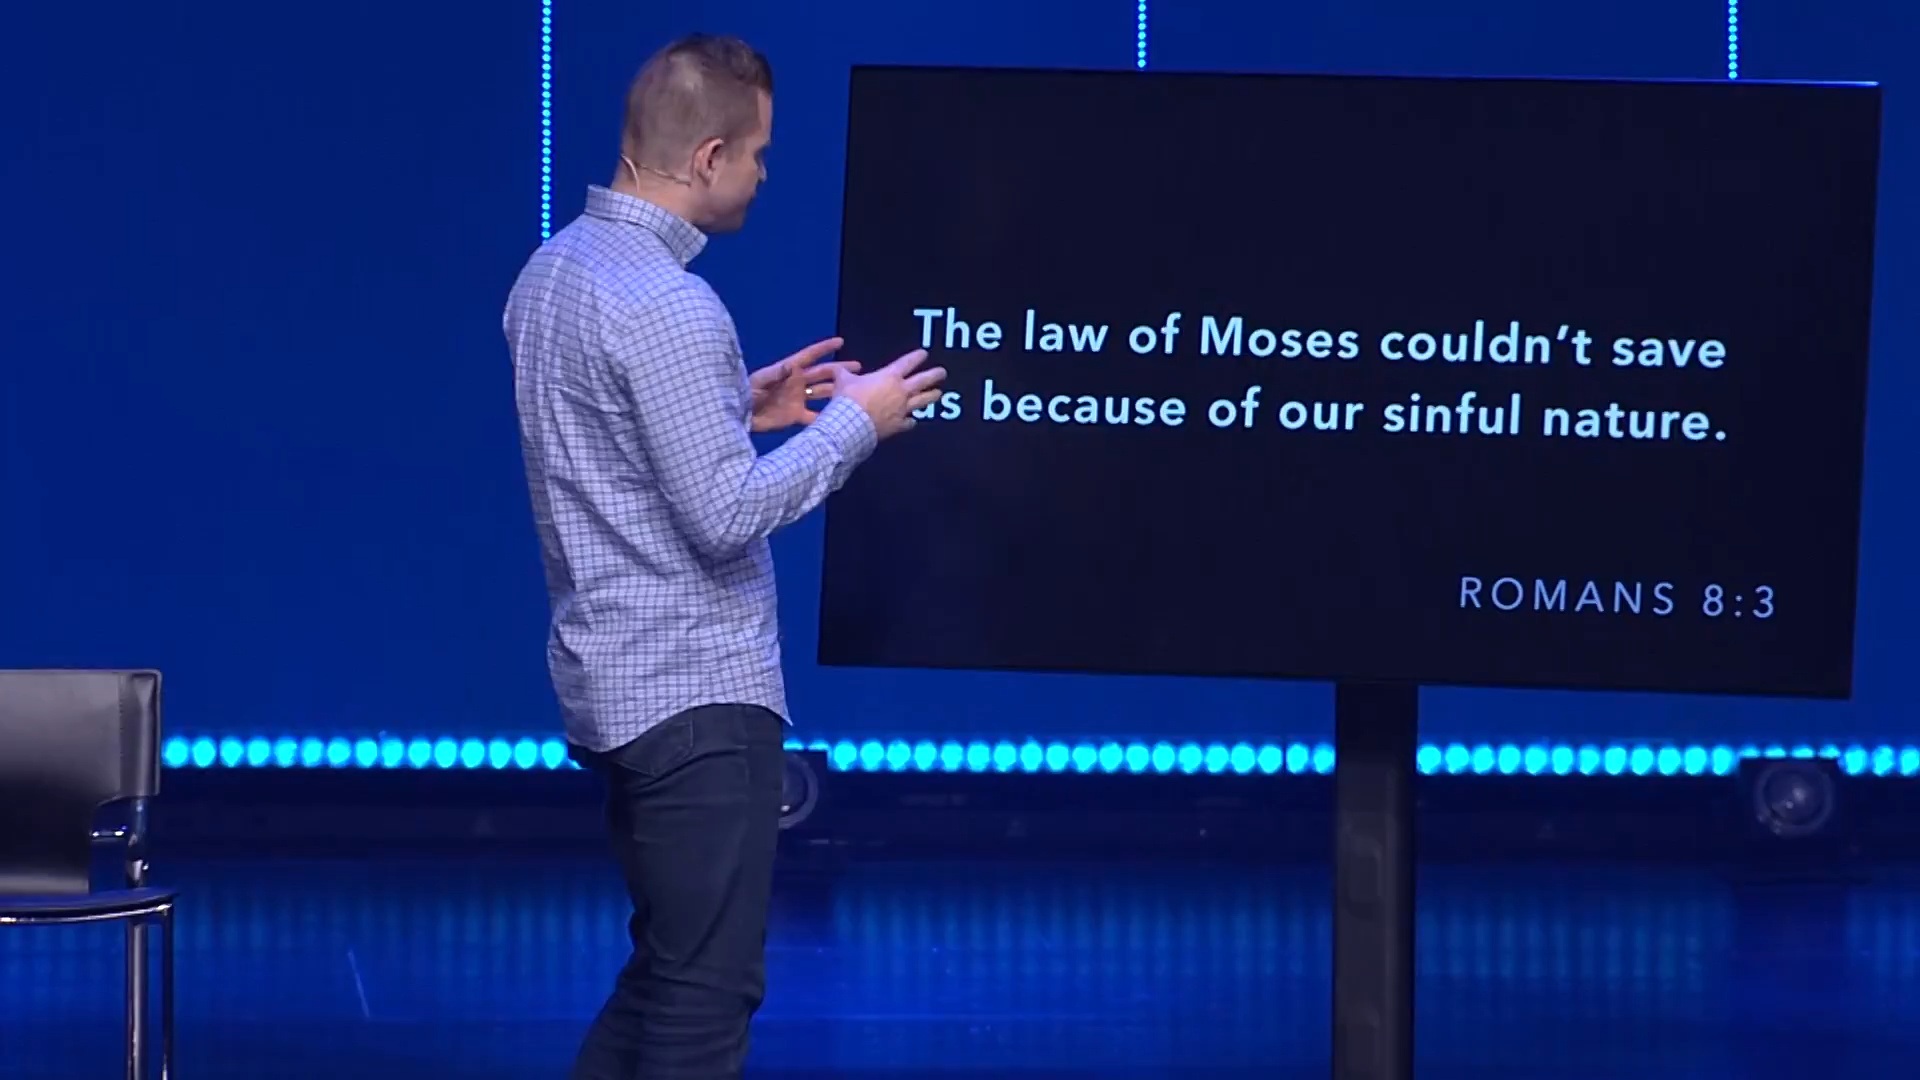 The law of Moses couldn't save
us because of our sinful nature.
ROMANS 8:3